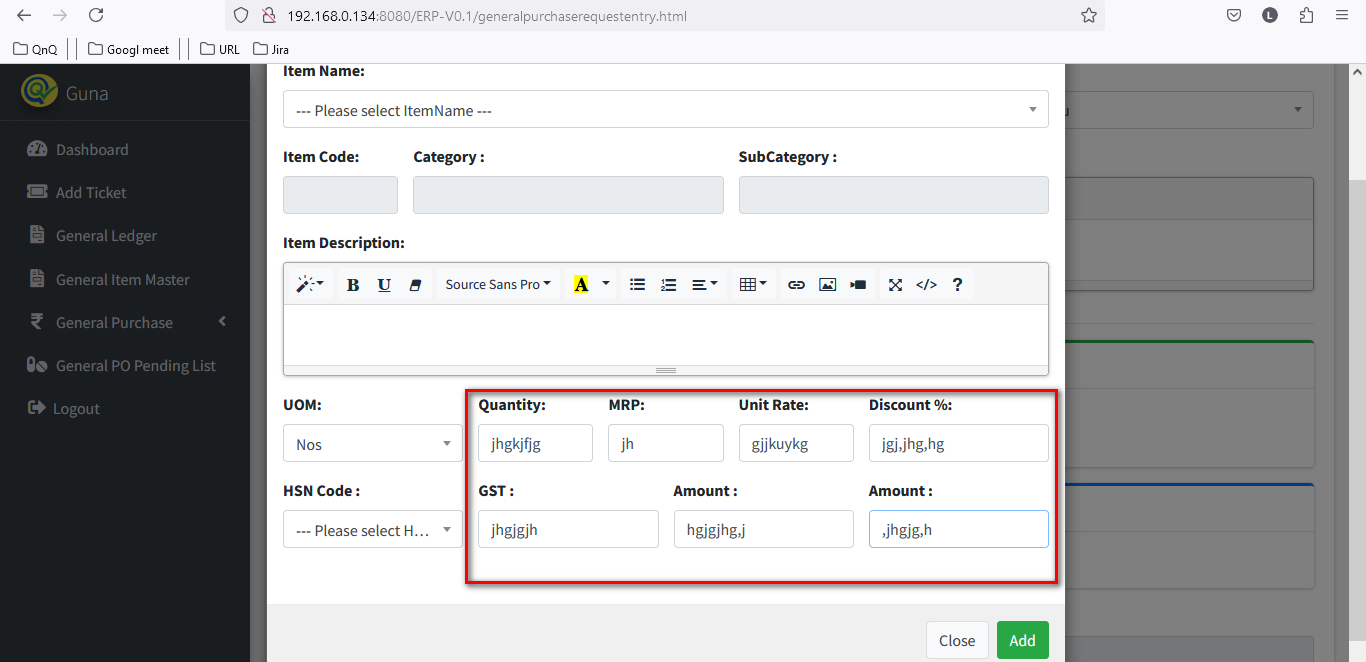 192.168.0.134:8080/ERP-V0.1/generalpurchaserequestentry.html
L
QnQ Googl meet URL Jira
Guna
Dashboard
Add Ticket
General Ledger
General Item Master
General Purchase
General PO Pending List
Logout
Item Name:
--- Please select ItemName ---
Item Code: Category : SubCategory :
Item Description:
B U Source Sans Pro A </> ?
UOM: Quantity: MRP: Unit Rate: Discount %:
Nos jhgkjfjg jh gjjkuykg jgj,jhg,hg
HSN Code : GST : Amount : Amount :
--- Please select H... jhgjgjh hgjgjhg,j ,jhgjg,h
Close Add